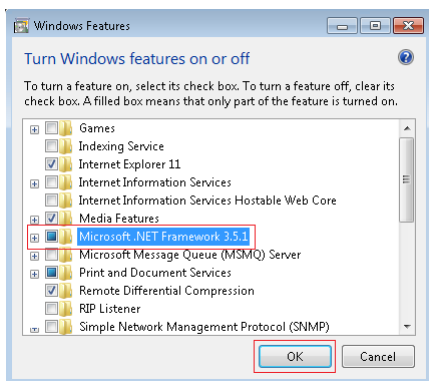 Windows Features
Turn Windows features on or off
To turn a feature on, select its check box. To turn a feature off, clear its
check box. A filled box means that only part of the feature is turned on.
Games
Indexing Service
Internet Explorer 11
Internet Information Services
Internet Information Services Hostable Web Core
Media Features
Microsoft .NET Framework 3.5.1
Microsoft Message Queue (MSMQ) Server
Print and Document Services
Remote Differential Compression
RIP Listener
Simple Network Management Protocol (SNMP)
OK Cancel